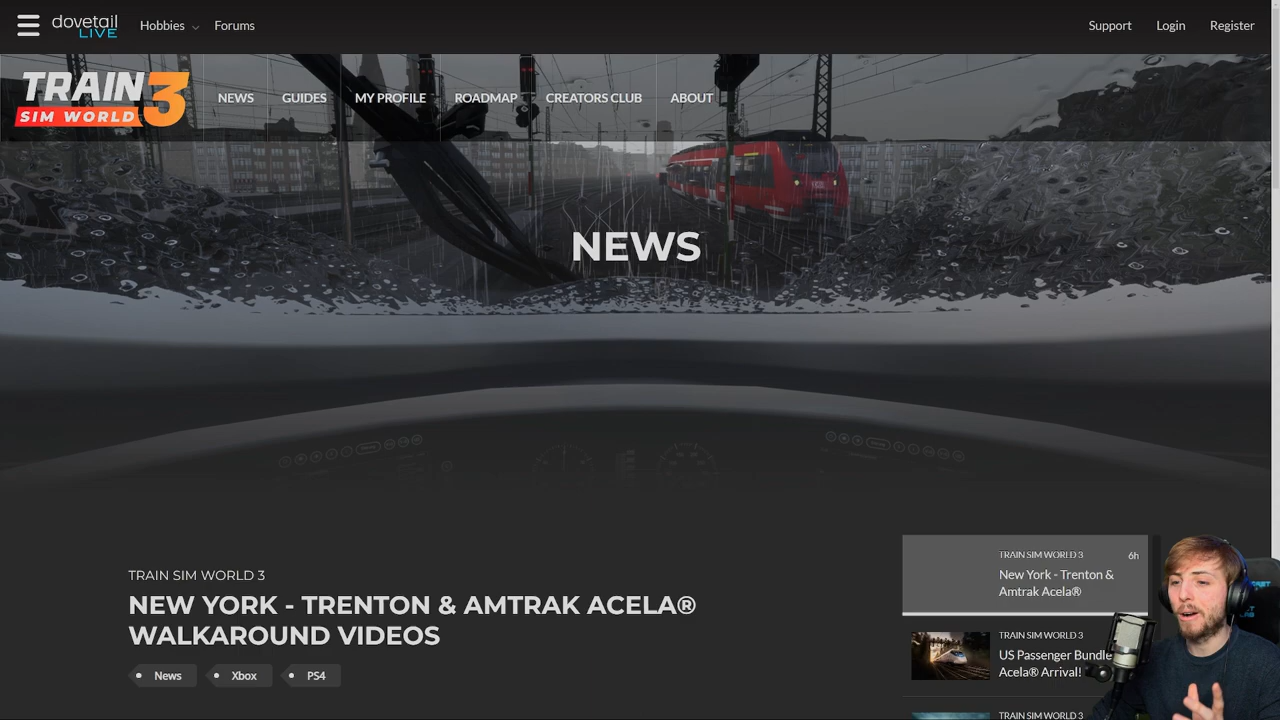 dovetail
LIVE
Hobbies
Forums
Support
Login
Register
TRAIN 3
SIM WORLD
NEWS
GUIDES
MY PROFILE
ROADMAP
CREATORS CLUB
ABOUT
NEWS
TRAIN SIM WORLD 3
NEW YORK - TRENTON & AMTRAK ACELA®
WALKAROUND VIDEOS
News
Xbox
PS4
TRAIN SIM WORLD 3
6h
New York - Trenton &
Amtrak Acela®
TRAIN SIM WORLD 3
US Passenger Bundle
Acela® Arrival!
TRAIN SIM WORLD 3